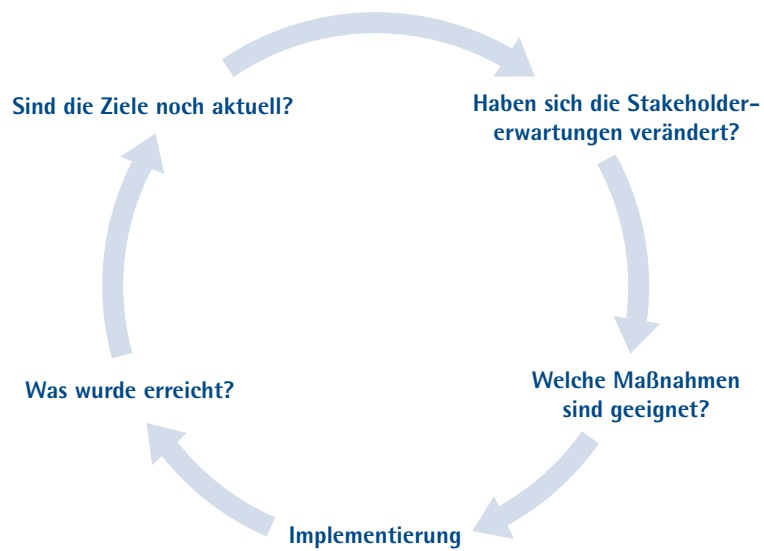 Sind die Ziele noch aktuell?
Haben sich die Stakeholder-
erwartungen verändert?
Welche Maßnahmen
sind geeignet?
Implementierung
Was wurde erreicht?